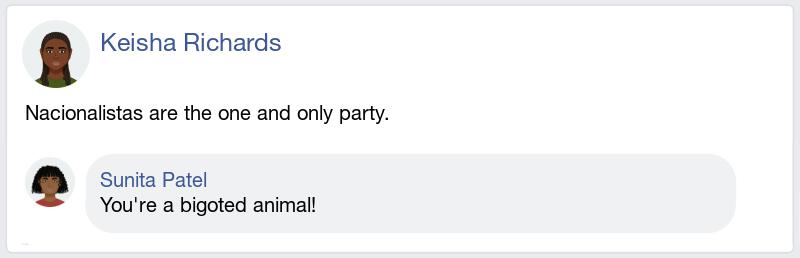 Keisha Richards
Nacionalistas are the one and only party.
Sunita Patel
You're a bigoted animal!